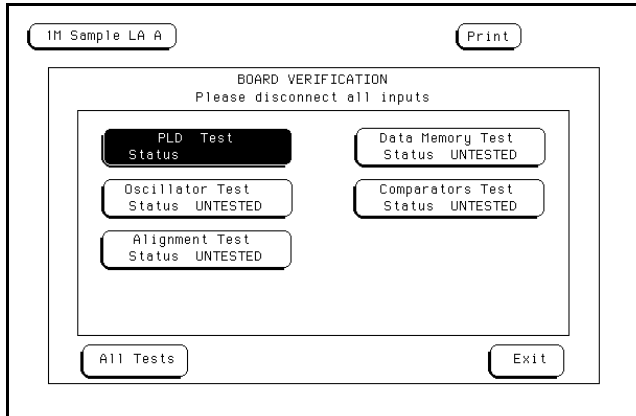 1M Sample LA A
Print
BOARD VERIFICATION
Please disconnect all inputs
PLD Test
Status
Data Memory Test
Status UNTESTED
Oscillator Test
Status UNTESTED
Comparators Test
Status UNTESTED
Alignment Test
Status UNTESTED
All Tests
Exit